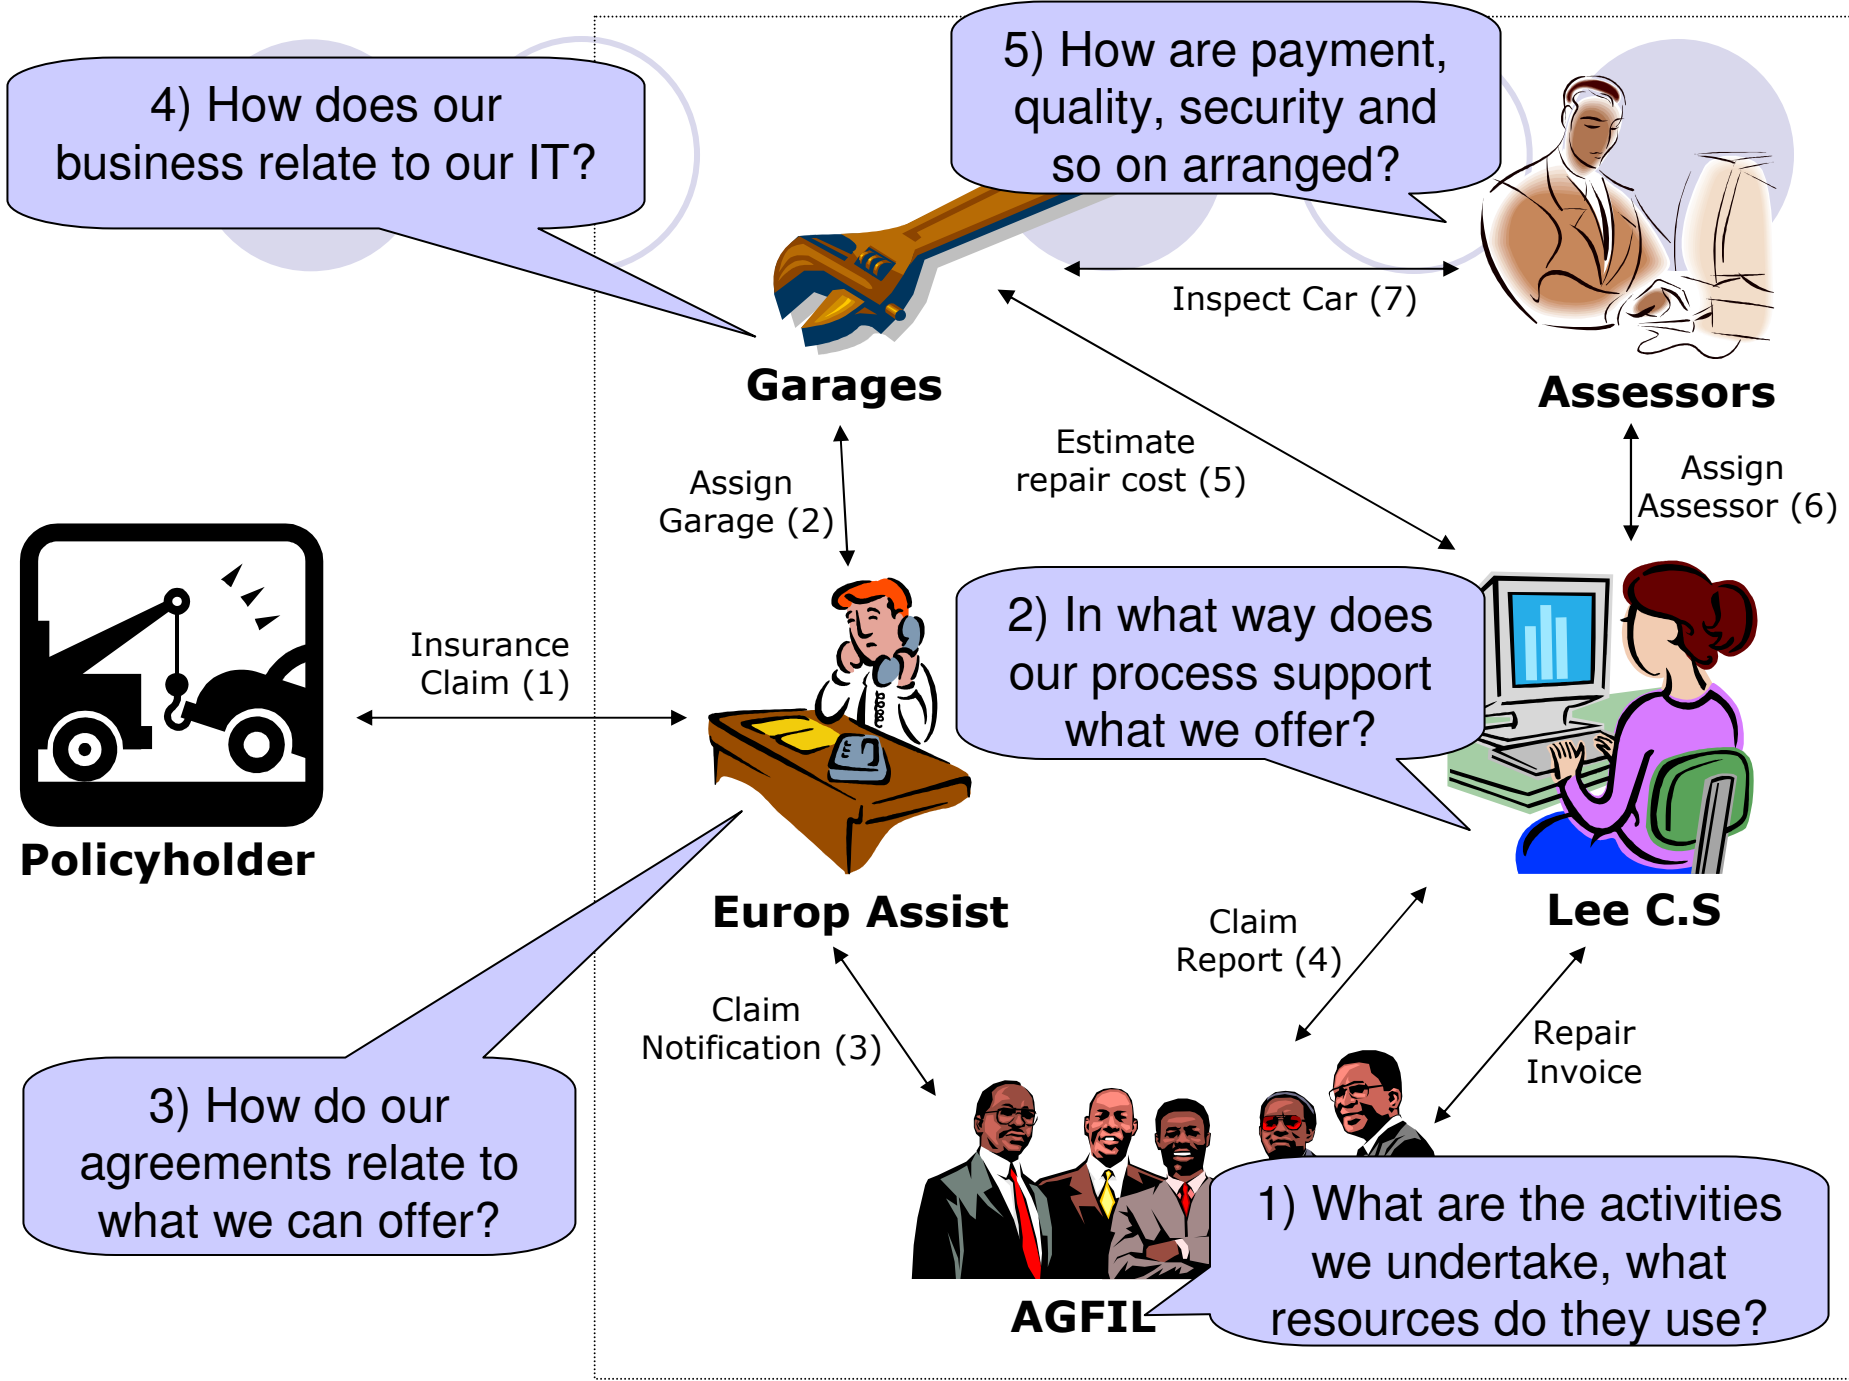 4) How does our
business relate to our IT?
5) How are payment,
quality, security and
so on arranged?
Inspect Car (7)
Garages
Assessors
Estimate
repair cost (5)
Assign
Garage (2)
Assign
Assessor (6)
Insurance
Claim (1)
2) In what way does
our process support
what we offer?
Policyholder
Europ Assist
Lee C.S
Claim
Report (4)
Claim
Notification (3)
Repair
Invoice
3) How do our
agreements relate to
what we can offer?
1) What are the activities
we undertake, what
resources do they use?
AGFIL